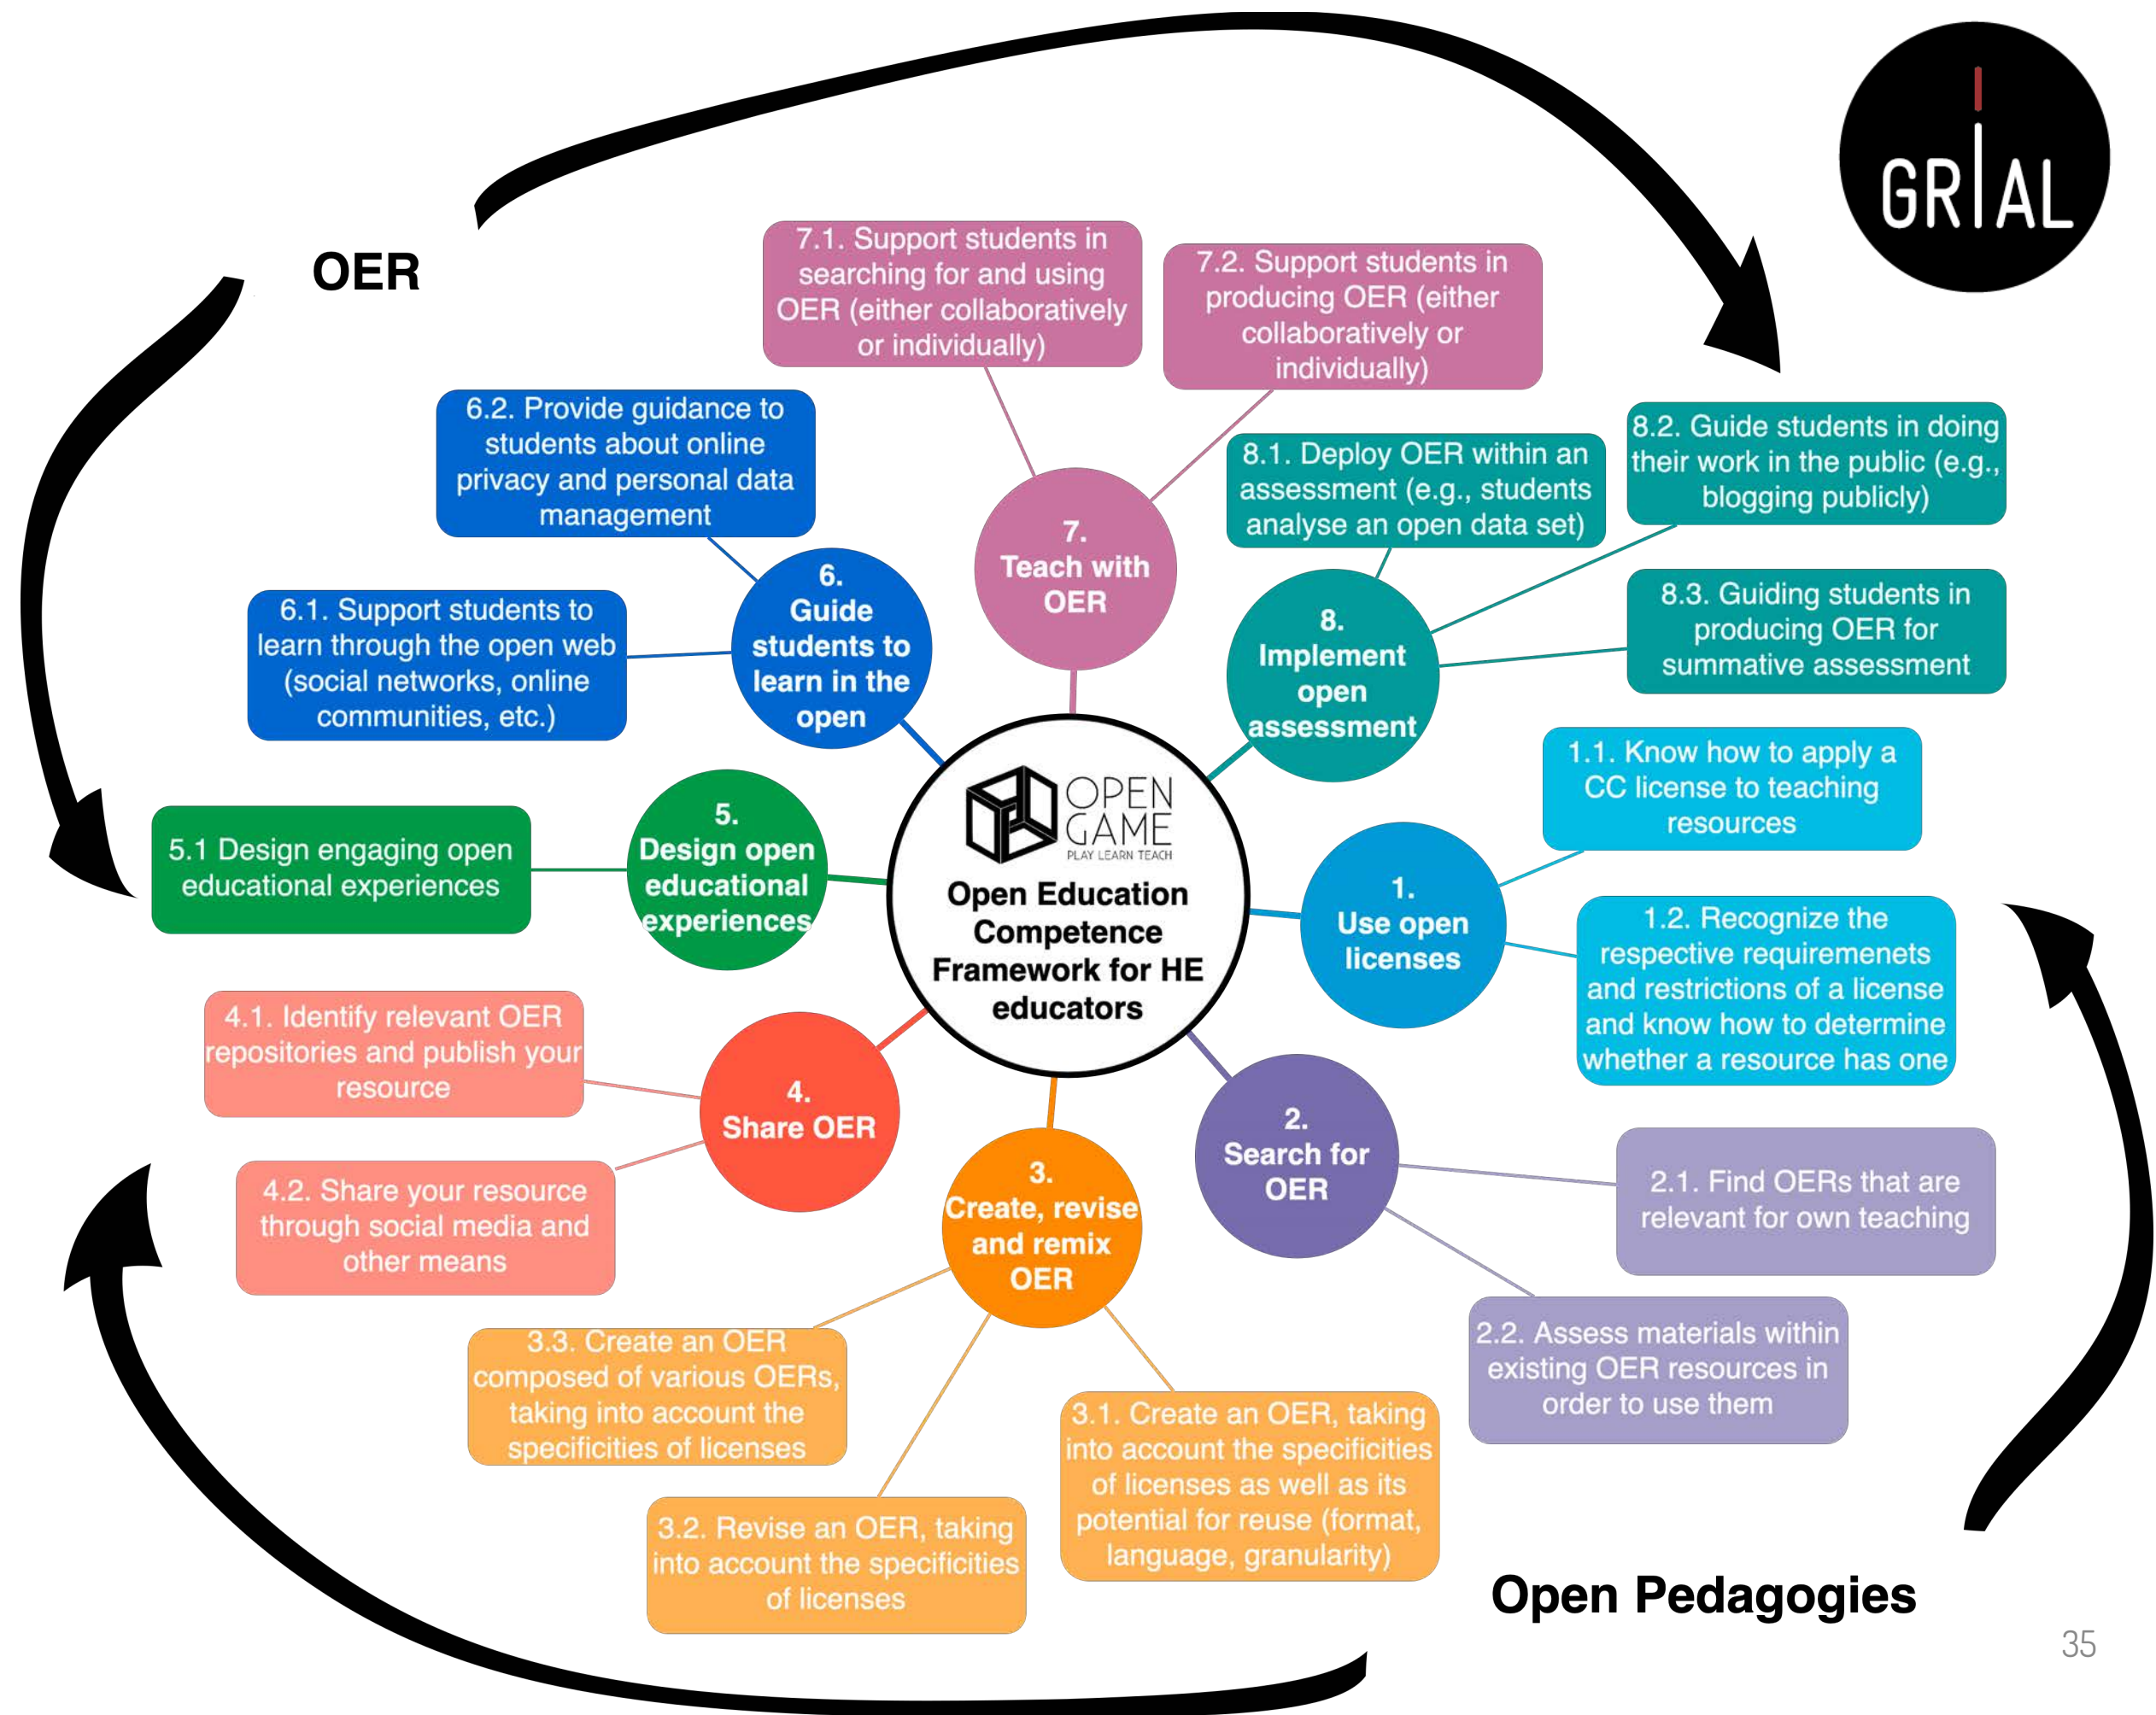 GRIAL
OER
7.1. Support students in
searching for and using
OER (either collaboratively
or individually)
7.2. Support students in
producing OER (either
collaboratively or
individually)
6.2. Provide guidance to
students about online
privacy and personal data
management
8.1. Deploy OER within an
assessment (e.g., students
analyse an open data set)
8.2. Guide students in doing
their work in the public (e.g.,
blogging publicly)
7.
Teach with
OER
6.
Guide
students to
learn in the
open
6.1. Support students to
learn through the open web
(social networks, online
communities, etc.)
8.
Implement
open
assessment
8.3. Guiding students in
producing OER for
summative assessment
1.1. Know how to apply a
CC license to teaching
resources
OPEN
GAME
PLAY LEARN TEACH
Open Education
Competence
Framework for HE
educators
5.
Design open
educational
experiences
5.1 Design engaging open
educational experiences
1.
Use open
licenses
1.2. Recognize the
respective requiremenets
and restrictions of a license
and know how to determine
whether a resource has one
4.1. Identify relevant OER
repositories and publish your
resource
4.
Share OER
4.2. Share your resource
through social media and
other means
3.
Create, revise
and remix
OER
2.
Search for
OER
2.1. Find OERs that are
relevant for own teaching
2.2. Assess materials within
existing OER resources in
order to use them
3.3. Create an OER
composed of various OERs,
taking into account the
specificities of licenses
3.1. Create an OER, taking
into account the specificities
of licenses as well as its
potential for reuse (format,
language, granularity)
3.2. Revise an OER, taking
into account the specificities
of licenses
Open Pedagogies
35